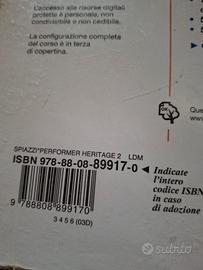 L'accesso alle risorse digitali
protette è personale, non
condivisibile e non cedibile.
La configurazione completa
del corso è in terza
di copertina.
Que
SPIAZZI*PERFORMER HERITAGE 2 LDM
ISBN 978-88-08-89917-0
Indicate
l'intero
codice ISBN
in caso
di adozione
9 788808 899170
3 4 5 6 (03D)
subito